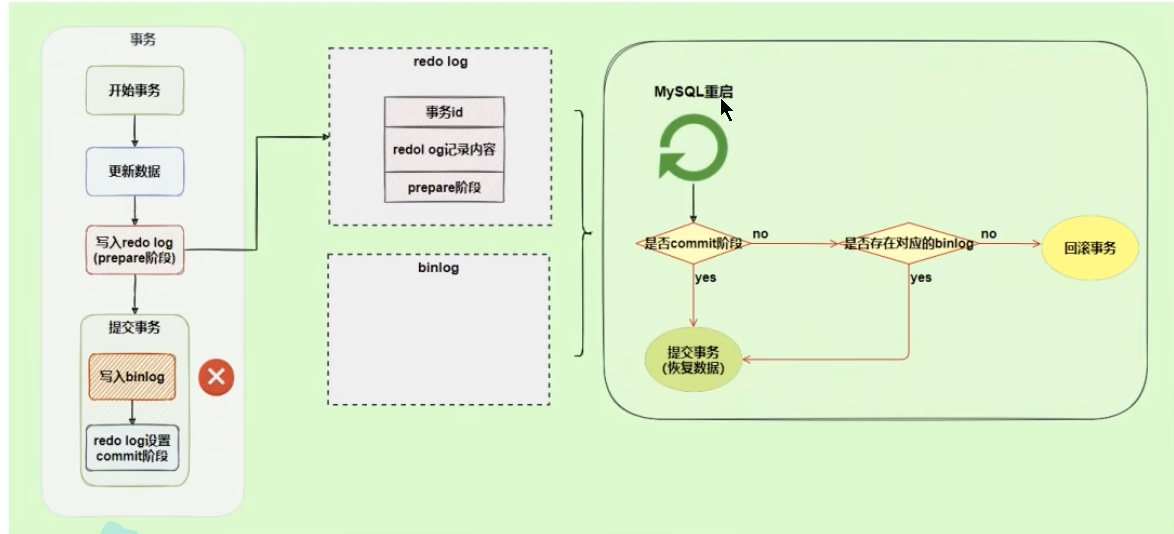 事务
开始事务
更新数据
写入redo log
(prepare阶段)
提交事务
写入binlog
redo log设置
commit阶段
redo log
事务id
redol og记录内容
prepare阶段
binlog
MySQL重启
是否commit阶段
no
是否存在对应的binlog
no
回滚事务
yes
yes
提交事务
(恢复数据)